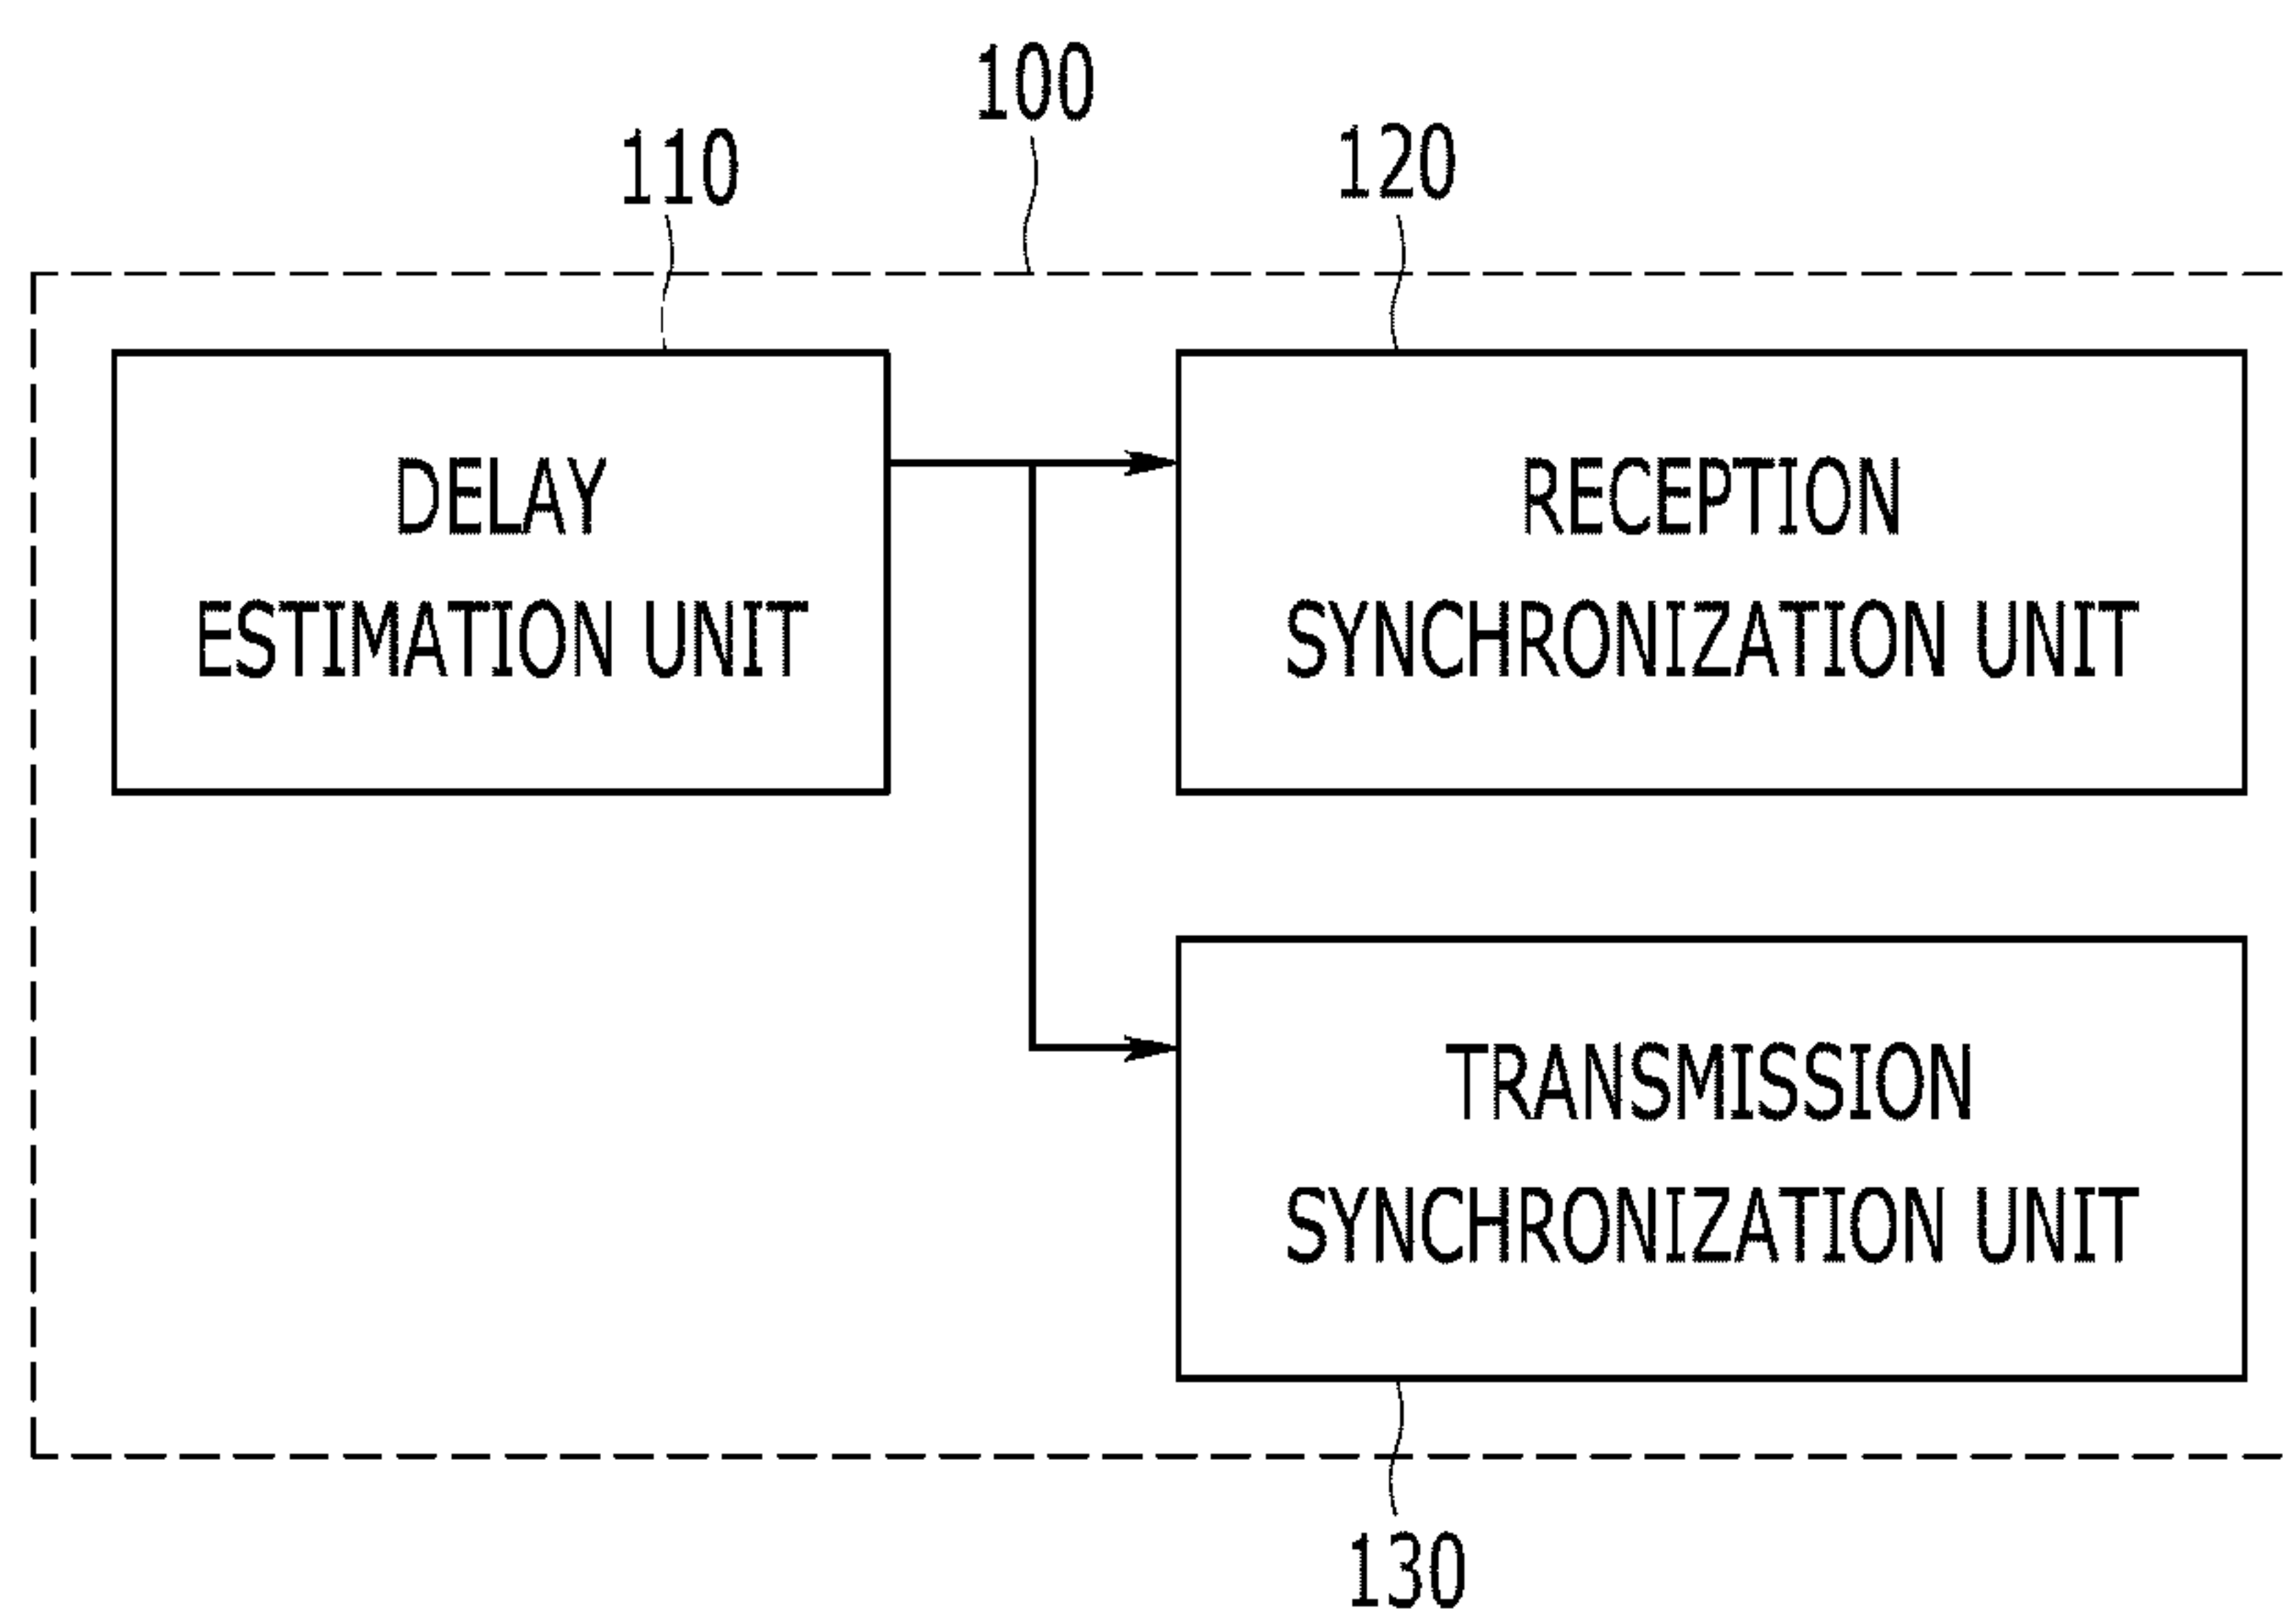 100
110
120
DELAY
ESTIMATION UNIT
RECEPTION
SYNCHRONIZATION UNIT
TRANSMISSION
SYNCHRONIZATION UNIT
130